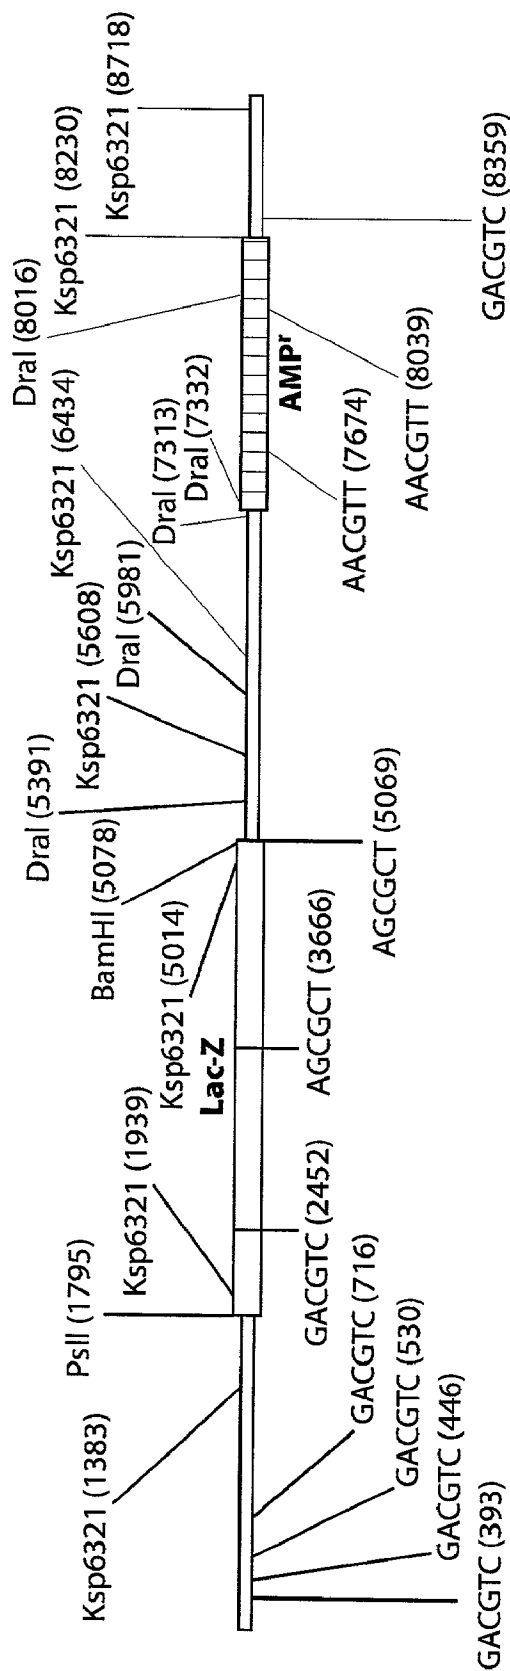 Ksp6321 (1383)
PsII (1795)
Ksp6321 (1939)
Lac-Z
Ksp6321 (5014)
BamHI (5078)
DraI (5391)
Ksp6321 (5608)
DraI (5981)
Ksp6321 (6434)
DraI (7313)
DraI (7332)
DraI (8016)
Ksp6321 (8230)
Ksp6321 (8718)
GACGTC (393)
GACGTC (446)
GACGTC (530)
GACGTC (716)
GACGTC (2452)
AGCGCT (3666)
AGCGCT (5069)
AACGTT (7674)
AMPʳ
AACGTT (8039)
GACGTC (8359)